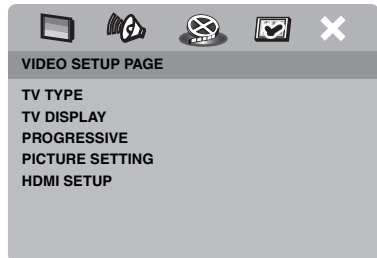 VIDEO SETUP PAGE
TV TYPE
TV DISPLAY
PROGRESSIVE
PICTURE SETTING
HDMI SETUP